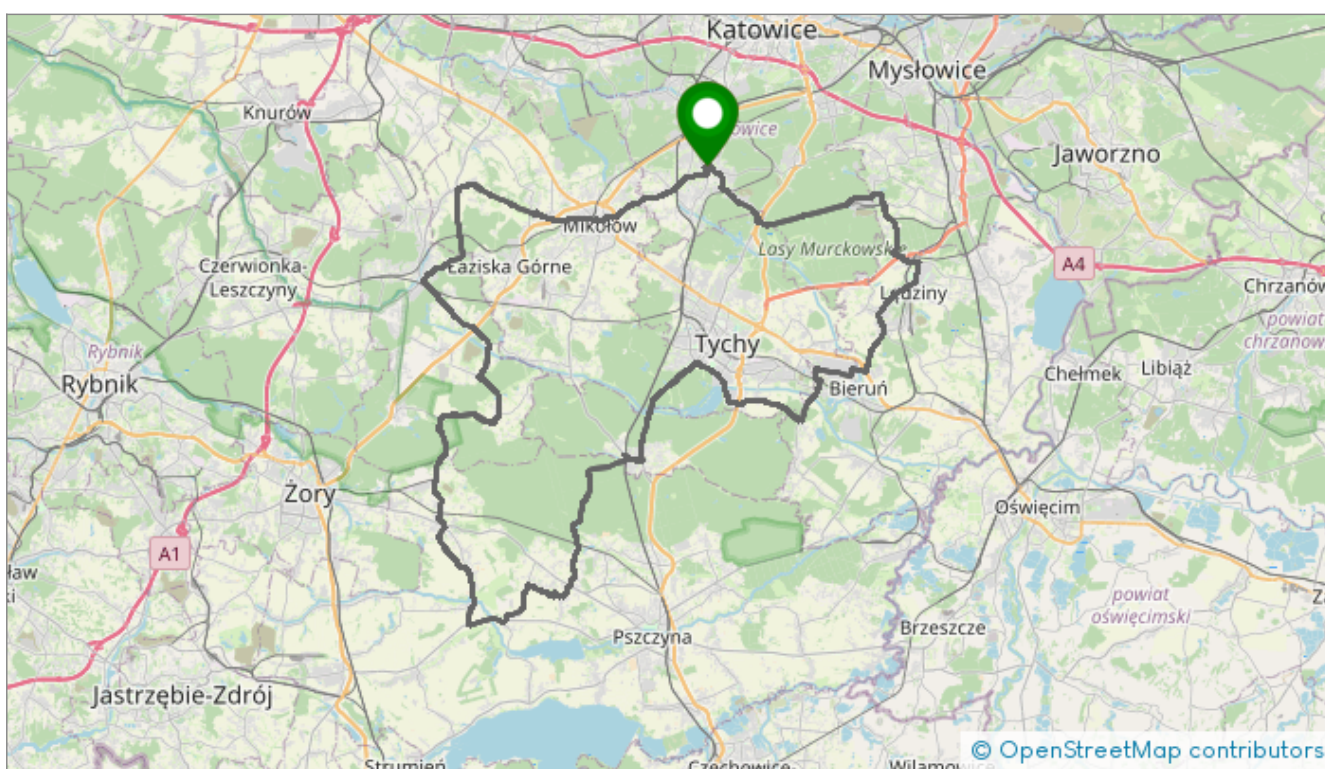 Katowice
Mysłowice
Knurów
owice
Jaworzno
Mikołów
Lasy Murckowskie
A4
Czerwionka-
Leszczyny
Łaziska Górne
Lędziny
Chrzanów
powiat
Tychy
Rybnik
Rybnik
Libiąż
Chełmek
Bieruń
Żory
Oświęcim
A1
powiat
oświęcimski
Brzeszcze
Pszczyna
Jastrzębie-Zdrój
© OpenStreetMap contributors